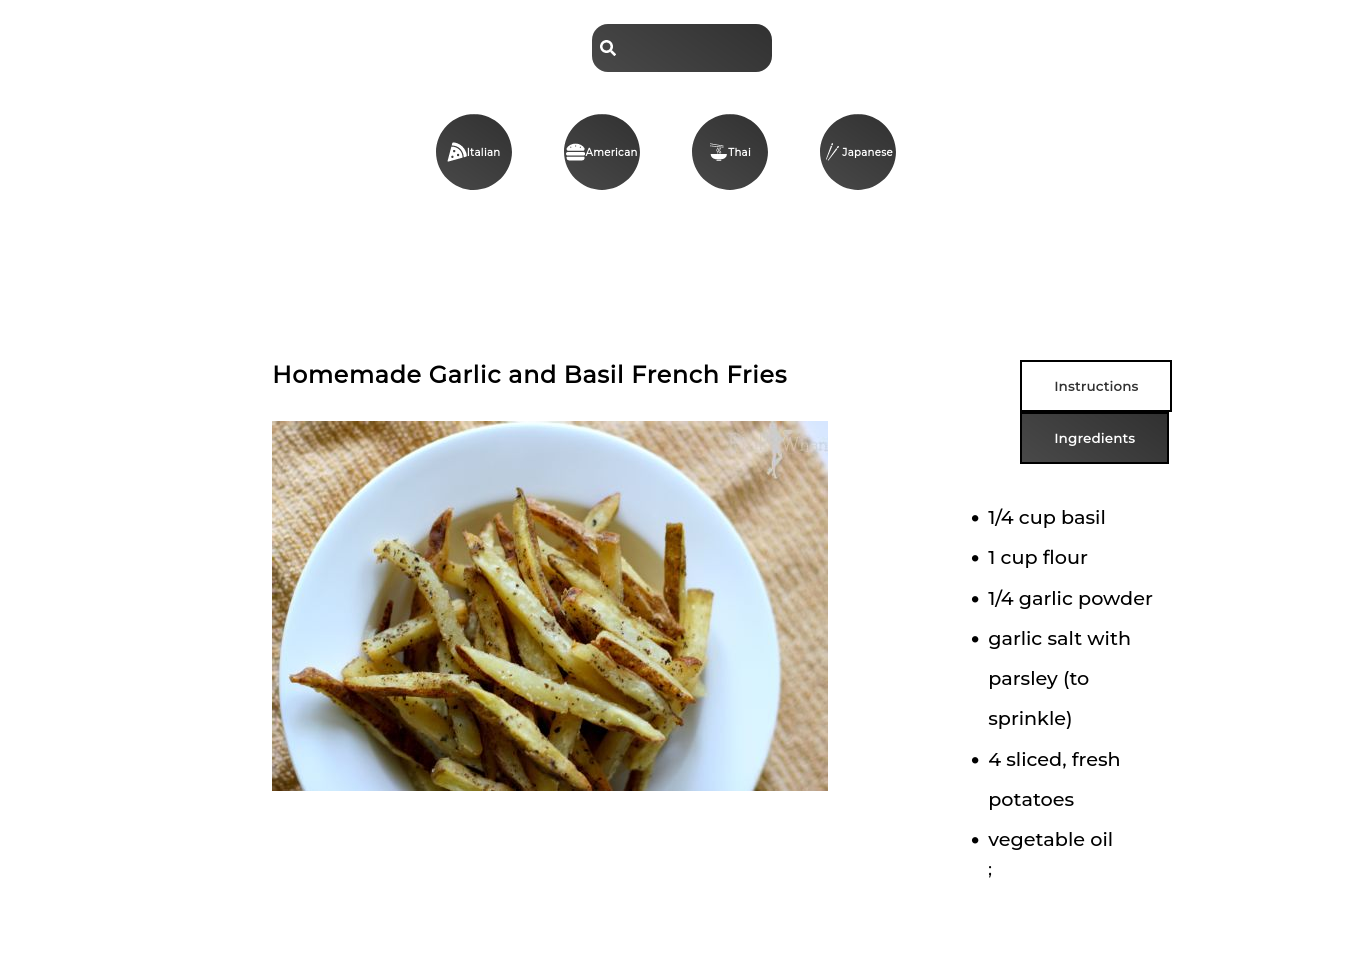 Italian
American
Thai
Japanese
Homemade Garlic and Basil French Fries
Instructions
Ingredients
• 1/4 cup basil
• 1 cup flour
• 1/4 garlic powder
• garlic salt with
parsley (to
sprinkle)
• 4 sliced, fresh
potatoes
• vegetable oil
;